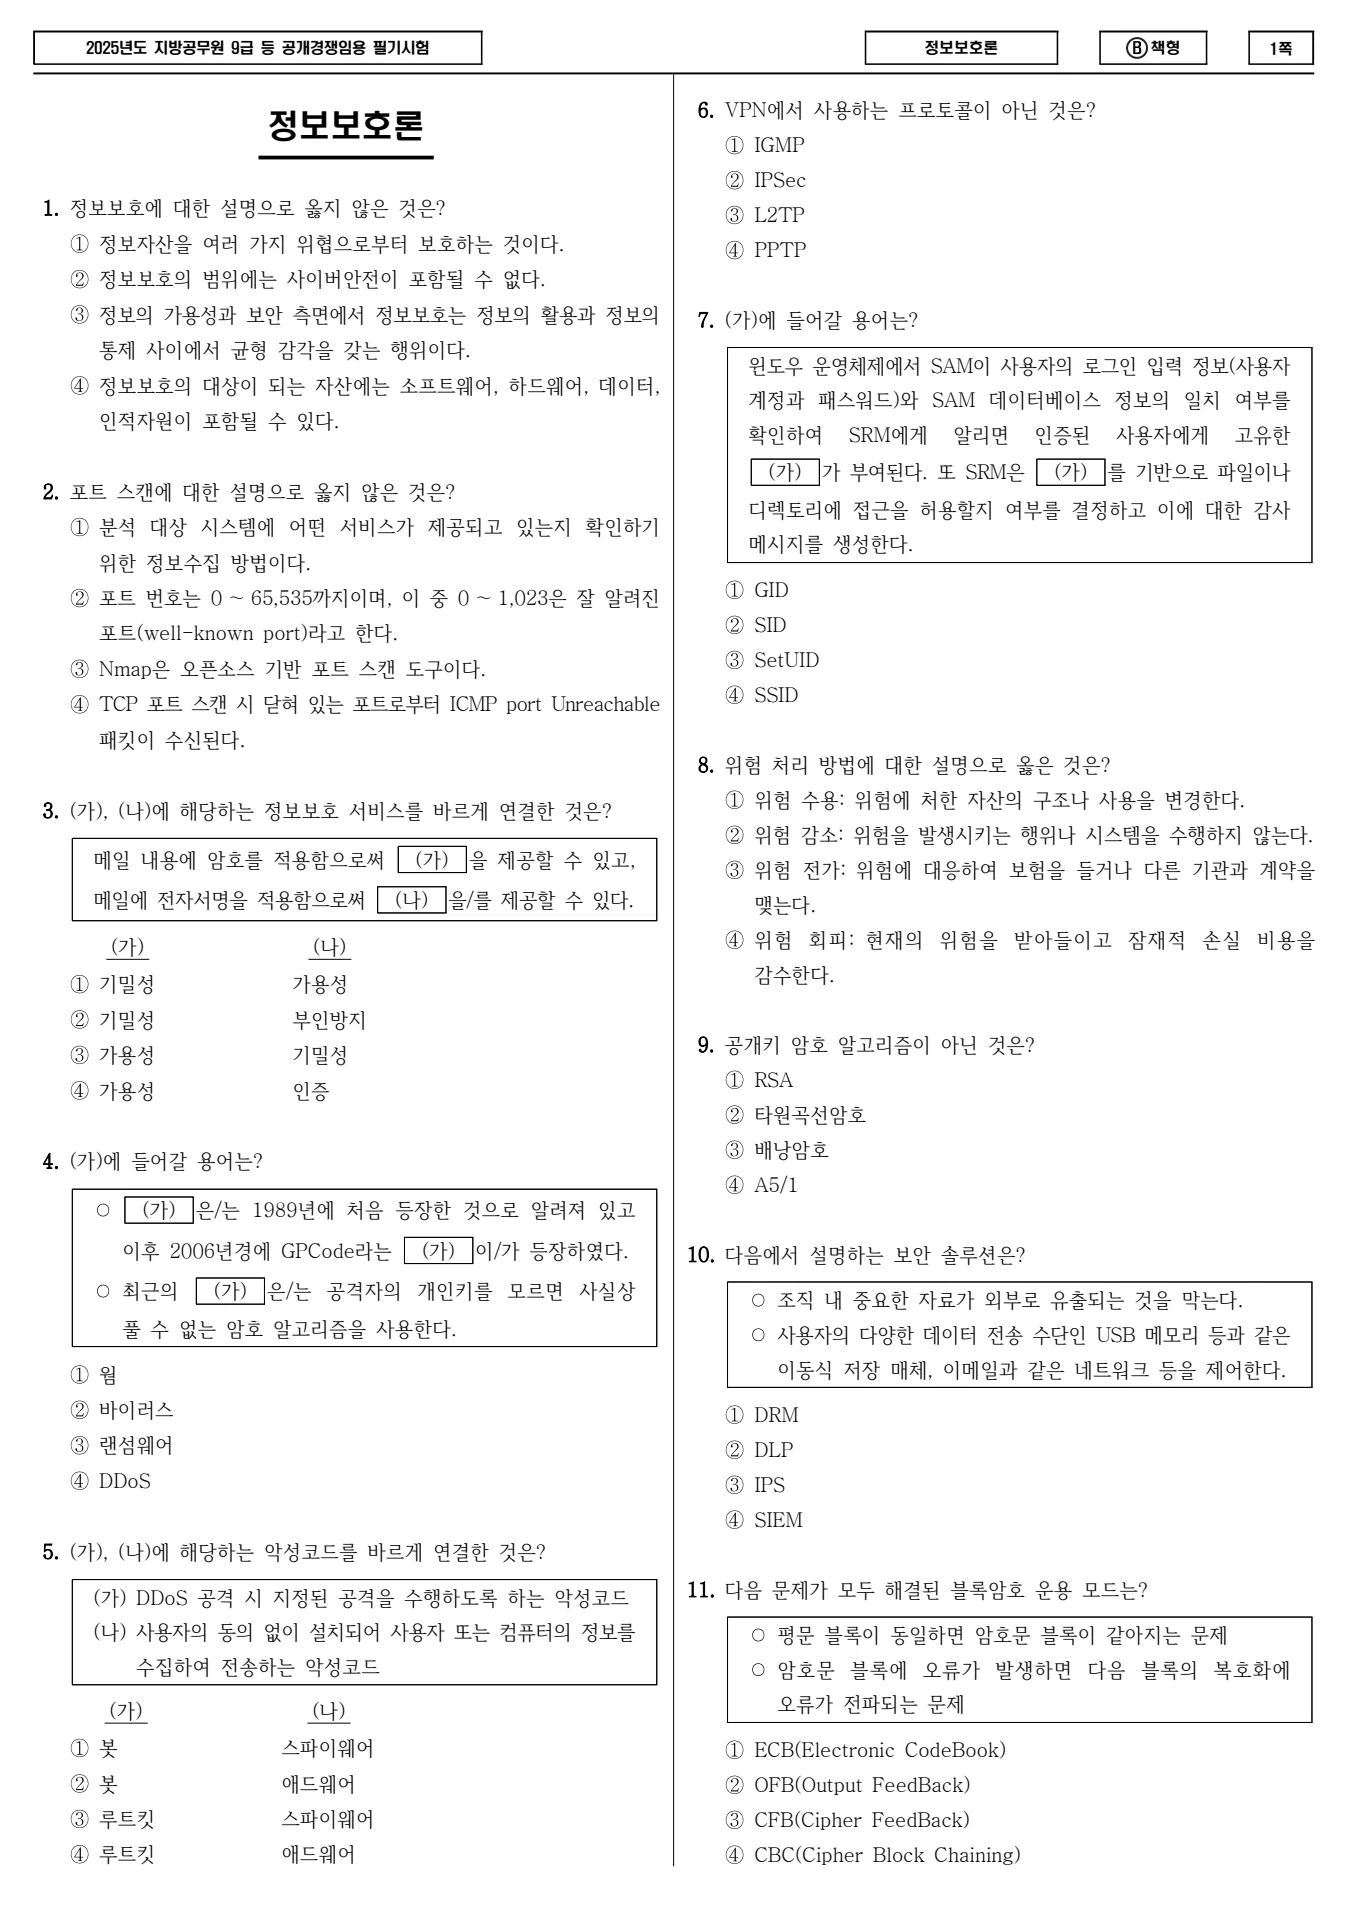 2025년도 지방공무원 9급 등 공개경쟁임용 필기시험
정보보호론
Ⓑ책형
1쪽
정보보호론
1. 정보보호에 대한 설명으로 옳지 않은 것은?
① 정보자산을 여러 가지 위협으로부터 보호하는 것이다.
② 정보보호의 범위에는 사이버안전이 포함될 수 없다.
③ 정보의 가용성과 보안 측면에서 정보보호는 정보의 활용과 정보의
통제 사이에서 균형 감각을 갖는 행위이다.
④ 정보보호의 대상이 되는 자산에는 소프트웨어, 하드웨어, 데이터,
인적자원이 포함될 수 있다.
2. 포트 스캔에 대한 설명으로 옳지 않은 것은?
① 분석 대상 시스템에 어떤 서비스가 제공되고 있는지 확인하기
위한 정보수집 방법이다.
② 포트 번호는 0 ~ 65,535까지이며, 이 중 0 ~ 1,023은 잘 알려진
포트(well-known port)라고 한다.
③ Nmap은 오픈소스 기반 포트 스캔 도구이다.
④ TCP 포트 스캔 시 닫혀 있는 포트로부터 ICMP port Unreachable
패킷이 수신된다.
3. (가), (나)에 해당하는 정보보호 서비스를 바르게 연결한 것은?
메일 내용에 암호를 적용함으로써 (가) 을 제공할 수 있고,
메일에 전자서명을 적용함으로써 (나) 을/를 제공할 수 있다.
(가) (나)
① 기밀성 가용성
② 기밀성 부인방지
③ 가용성 기밀성
④ 가용성 인증
4. (가)에 들어갈 용어는?
○ (가) 은/는 1989년에 처음 등장한 것으로 알려져 있고
이후 2006년경에 GPCode라는 (가) 이/가 등장하였다.
○ 최근의 (가) 은/는 공격자의 개인키를 모르면 사실상
풀 수 없는 암호 알고리즘을 사용한다.
① 웜
② 바이러스
③ 랜섬웨어
④ DDoS
5. (가), (나)에 해당하는 악성코드를 바르게 연결한 것은?
(가) DDoS 공격 시 지정된 공격을 수행하도록 하는 악성코드
(나) 사용자의 동의 없이 설치되어 사용자 또는 컴퓨터의 정보를
수집하여 전송하는 악성코드
(가) (나)
① 봇 스파이웨어
② 봇 애드웨어
③ 루트킷 스파이웨어
④ 루트킷 애드웨어
6. VPN에서 사용하는 프로토콜이 아닌 것은?
① IGMP
② IPSec
③ L2TP
④ PPTP
7. (가)에 들어갈 용어는?
윈도우 운영체제에서 SAM이 사용자의 로그인 입력 정보(사용자
계정과 패스워드)와 SAM 데이터베이스 정보의 일치 여부를
확인하여 SRM에게 알리면 인증된 사용자에게 고유한
(가) 가 부여된다. 또 SRM은 (가) 를 기반으로 파일이나
디렉토리에 접근을 허용할지 여부를 결정하고 이에 대한 감사
메시지를 생성한다.
① GID
② SID
③ SetUID
④ SSID
8. 위험 처리 방법에 대한 설명으로 옳은 것은?
① 위험 수용: 위험에 처한 자산의 구조나 사용을 변경한다.
② 위험 감소: 위험을 발생시키는 행위나 시스템을 수행하지 않는다.
③ 위험 전가: 위험에 대응하여 보험을 들거나 다른 기관과 계약을
맺는다.
④ 위험 회피: 현재의 위험을 받아들이고 잠재적 손실 비용을
감수한다.
9. 공개키 암호 알고리즘이 아닌 것은?
① RSA
② 타원곡선암호
③ 배낭암호
④ A5/1
10. 다음에서 설명하는 보안 솔루션은?
○ 조직 내 중요한 자료가 외부로 유출되는 것을 막는다.
○ 사용자의 다양한 데이터 전송 수단인 USB 메모리 등과 같은
이동식 저장 매체, 이메일과 같은 네트워크 등을 제어한다.
① DRM
② DLP
③ IPS
④ SIEM
11. 다음 문제가 모두 해결된 블록암호 운용 모드는?
○ 평문 블록이 동일하면 암호문 블록이 같아지는 문제
○ 암호문 블록에 오류가 발생하면 다음 블록의 복호화에
오류가 전파되는 문제
① ECB(Electronic CodeBook)
② OFB(Output FeedBack)
③ CFB(Cipher FeedBack)
④ CBC(Cipher Block Chaining)